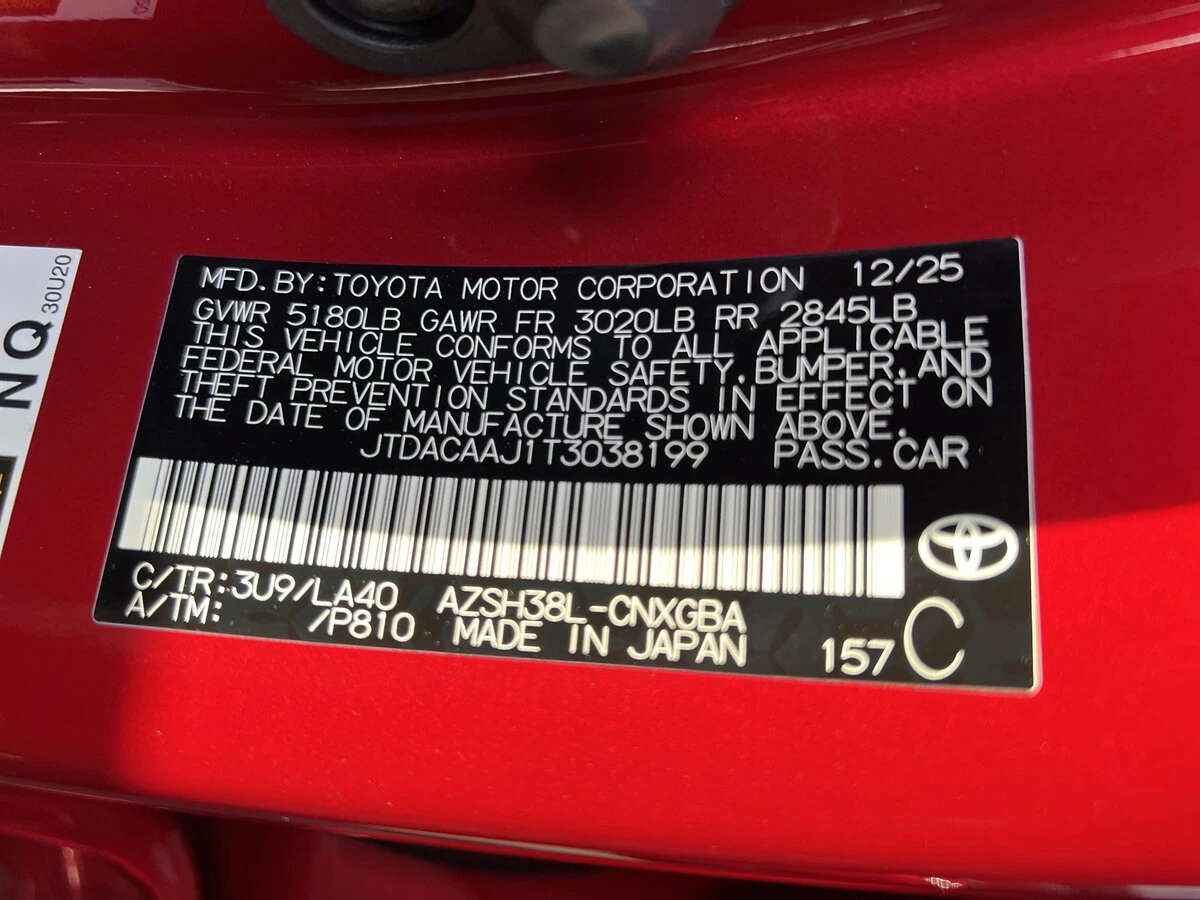 MFD.BY:TOYOTA MOTOR CORPORATION 12/25
GVWR 5180LB GAWR FR 3020LB RR 2845LB
THIS VEHICLE CONFORMS TO ALL APPLICABLE
FEDERAL MOTOR VEHICLE SAFETY,BUMPER,AND
THEFT PREVENTION STANDARDS IN EFFECT ON
THE DATE OF MANUFACTURE SHOWN ABOVE.
JTDACAAJ1T3038199 PASS.CAR
C/TR:3U9/LA40 AZSH38L-CNXGBA
A/TM: /P810 MADE IN JAPAN 157 C
NQ
30U20